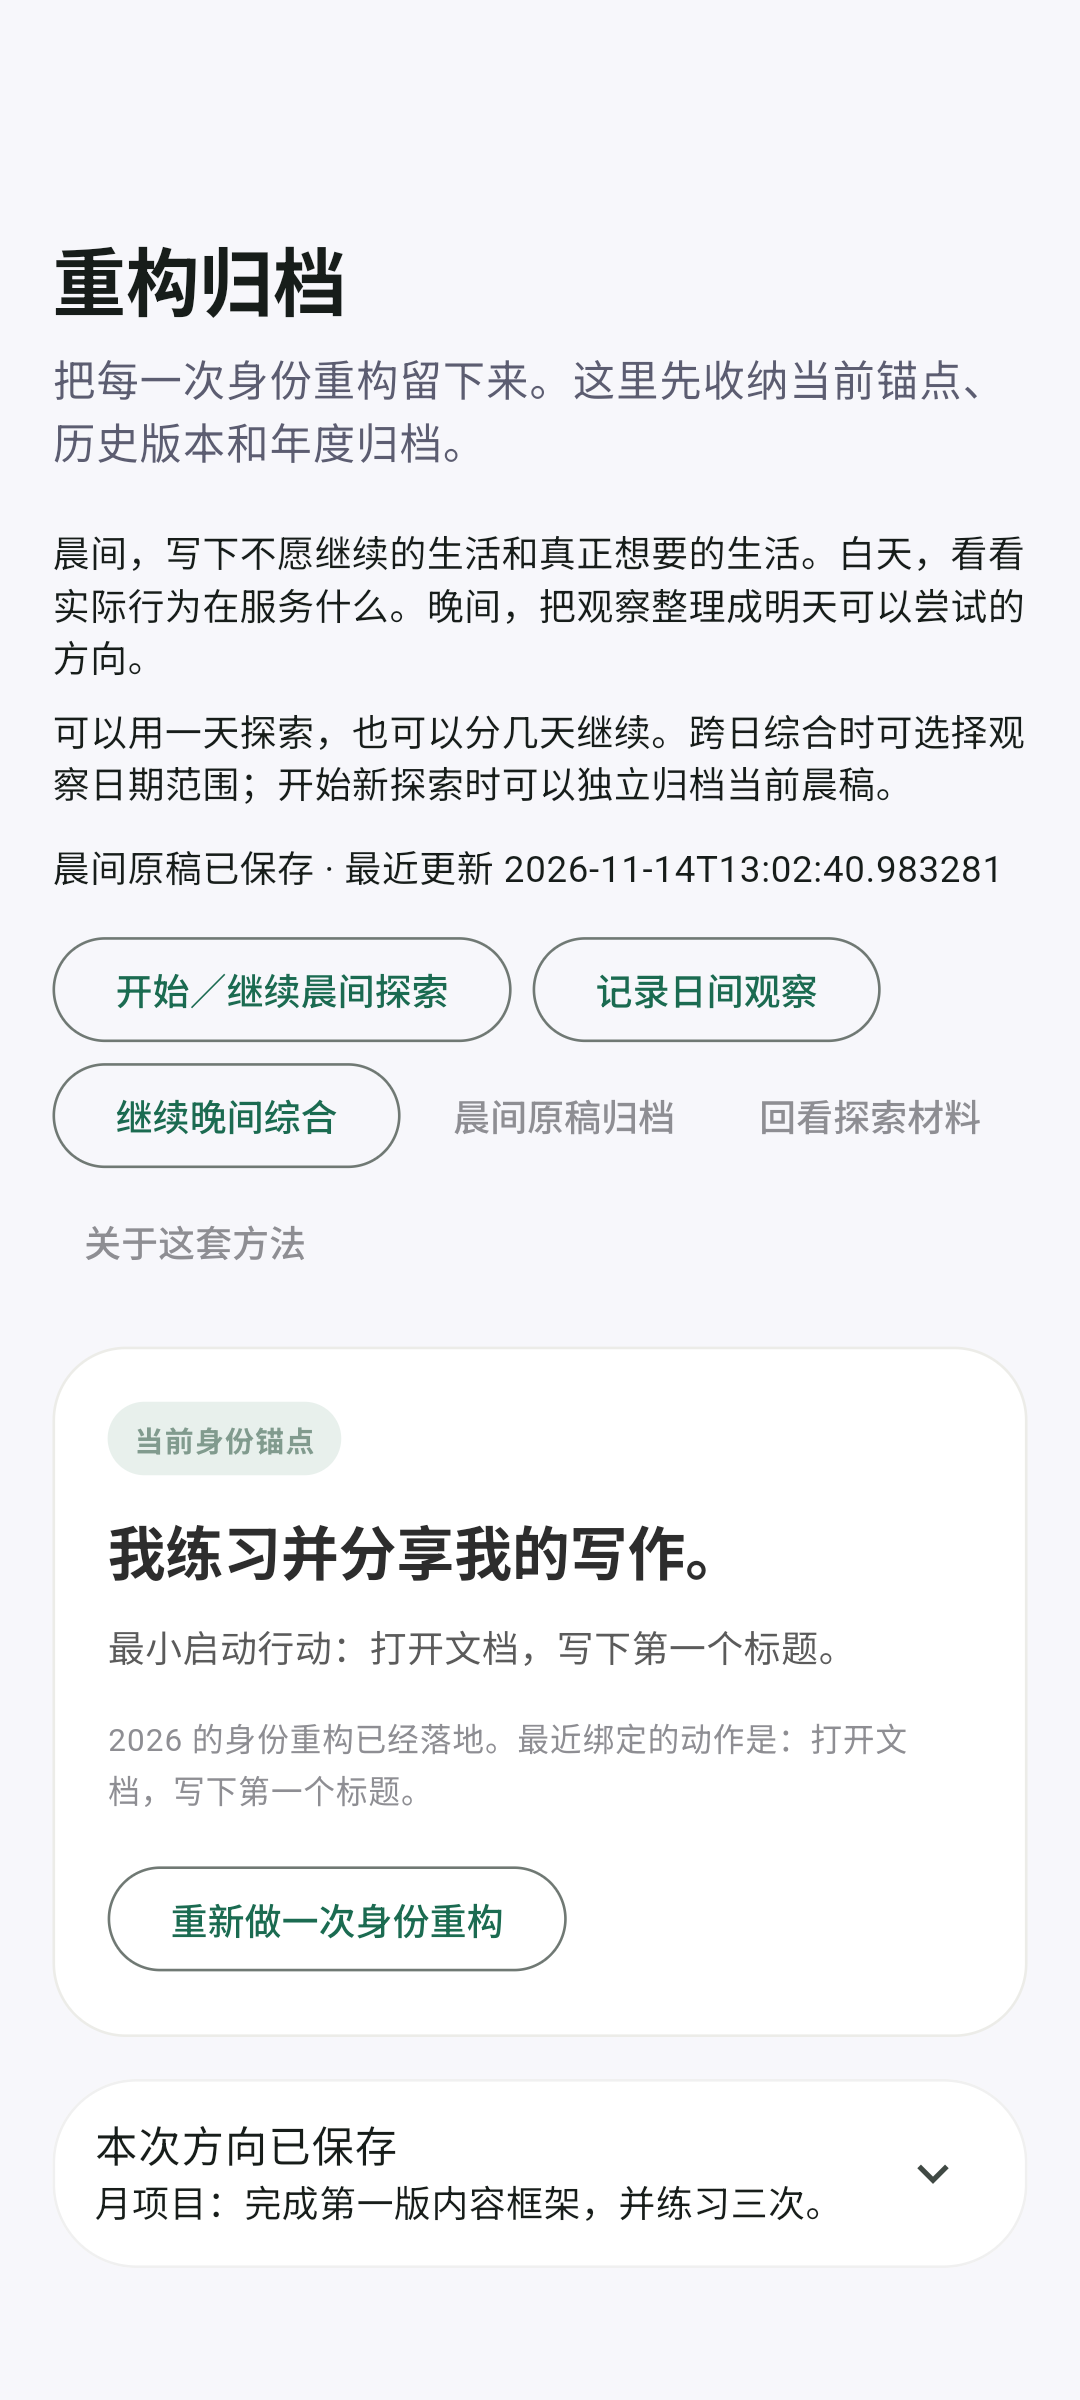 重构归档
把每一次身份重构留下来。这里先收纳当前锚点、
历史版本和年度归档。
晨间，写下不愿继续的生活和真正想要的生活。白天，看看
实际行为在服务什么。晚间，把观察整理成明天可以尝试的
方向。
可以用一天探索，也可以分几天继续。跨日综合时可选择观
察日期范围；开始新探索时可以独立归档当前晨稿。
晨间原稿已保存 · 最近更新 2026-11-14T13:02:40.983281
开始／继续晨间探索
记录日间观察
继续晚间综合
晨间原稿归档
回看探索材料
关于这套方法
当前身份锚点
我练习并分享我的写作。
最小启动行动：打开文档，写下第一个标题。
2026 的身份重构已经落地。最近绑定的动作是：打开文
档，写下第一个标题。
重新做一次身份重构
本次方向已保存
月项目：完成第一版内容框架，并练习三次。